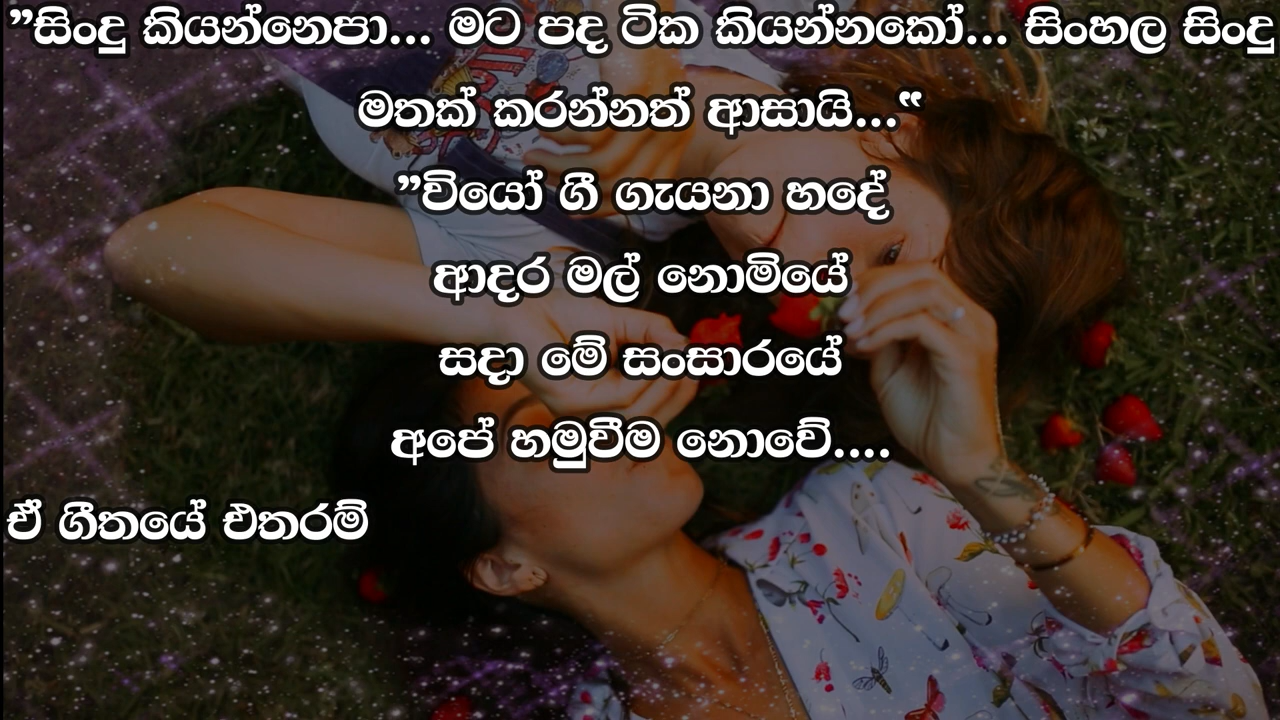 ”සිංදු කියන්නෙපා... මට පද ටික කියන්නකෝ... සිංහල සිංදු
මතක් කරන්නත් ආසායි...“
”වියෝ ගී ගැයනා හදේ
ආදර මල් නොමියේ
සදා මේ සංසාරයේ
අපේ හමුවීම නොවේ....
ඒ ගීතයේ එතරම්